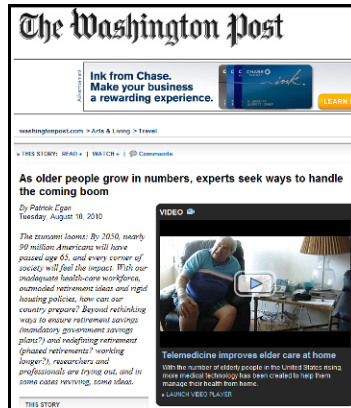 The Washington Post
Advertisement
Ink from Chase.
Make your business
a rewarding experience.
CHASE
ink.
LEARN
washingtonpost.com > Arts & Living > Travel
» THIS STORY: READ + | WATCH + | Comments
As older people grow in numbers, experts seek ways to handle
the coming boom
By Patrick Egan
Tuesday, August 10, 2010
The tsunami looms: By 2050, nearly
90 million Americans will have
passed age 65, and every corner of
society will feel the impact. With our
inadequate health-care workforce,
outmoded retirement ideas and rigid
housing policies, how can our
country prepare? Beyond rethinking
ways to ensure retirement savings
(mandatory government savings
plans?) and redefining retirement
(phased retirements? working
longer?), researchers and
professionals are trying out, and in
some cases reviving, some ideas.
THIS STORY
VIDEO
Telemedicine improves elder care at home
With the number of elderly people in the United States rising
more medical technology has been created to help them
manage their health from home.
» LAUNCH VIDEO PLAYER